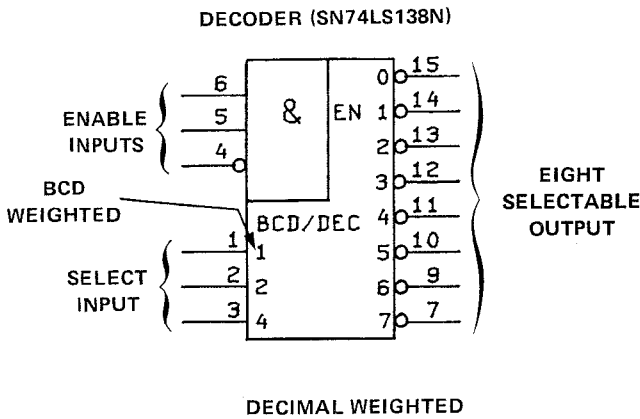 DECODER (SN74LS138N)
ENABLE
INPUTS
6
5
4
&
EN
0 15
1 14
2 13
3 12
4 11
5 10
6 9
7 7
EIGHT
SELECTABLE
OUTPUT
BCD
WEIGHTED
BCD/DEC
SELECT
INPUT
1 1
2 2
3 4
DECIMAL WEIGHTED